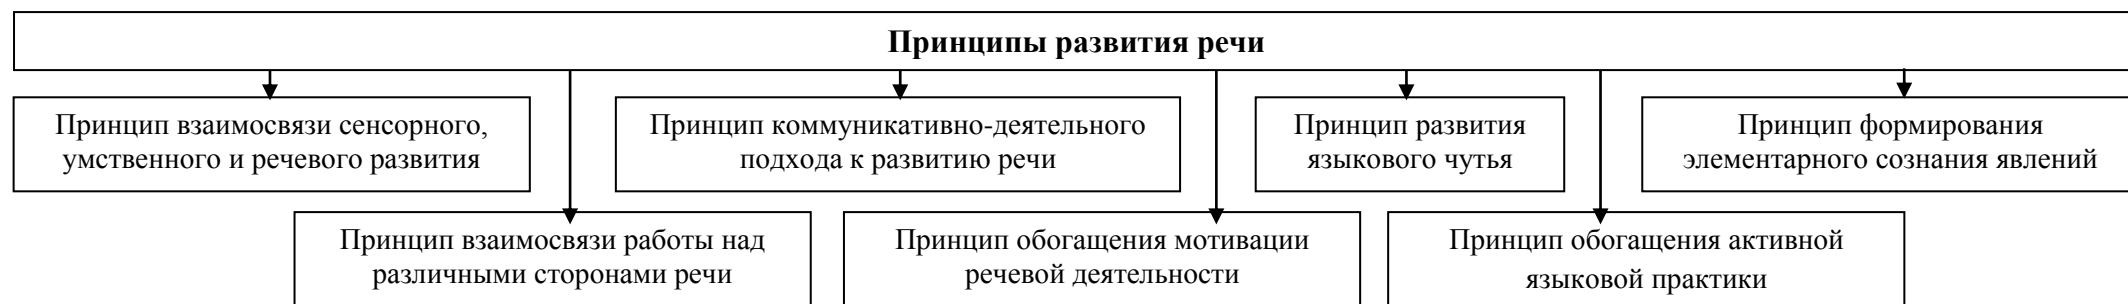 Принципы развития речи
Принцип взаимосвязи сенсорного,
умственного и речевого развития
Принцип коммуникативно-деятельного
подхода к развитию речи
Принцип развития
языкового чутья
Принцип формирования
элементарного сознания явлений
Принцип взаимосвязи работы над
различными сторонами речи
Принцип обогащения мотивации
речевой деятельности
Принцип обогащения активной
языковой практики